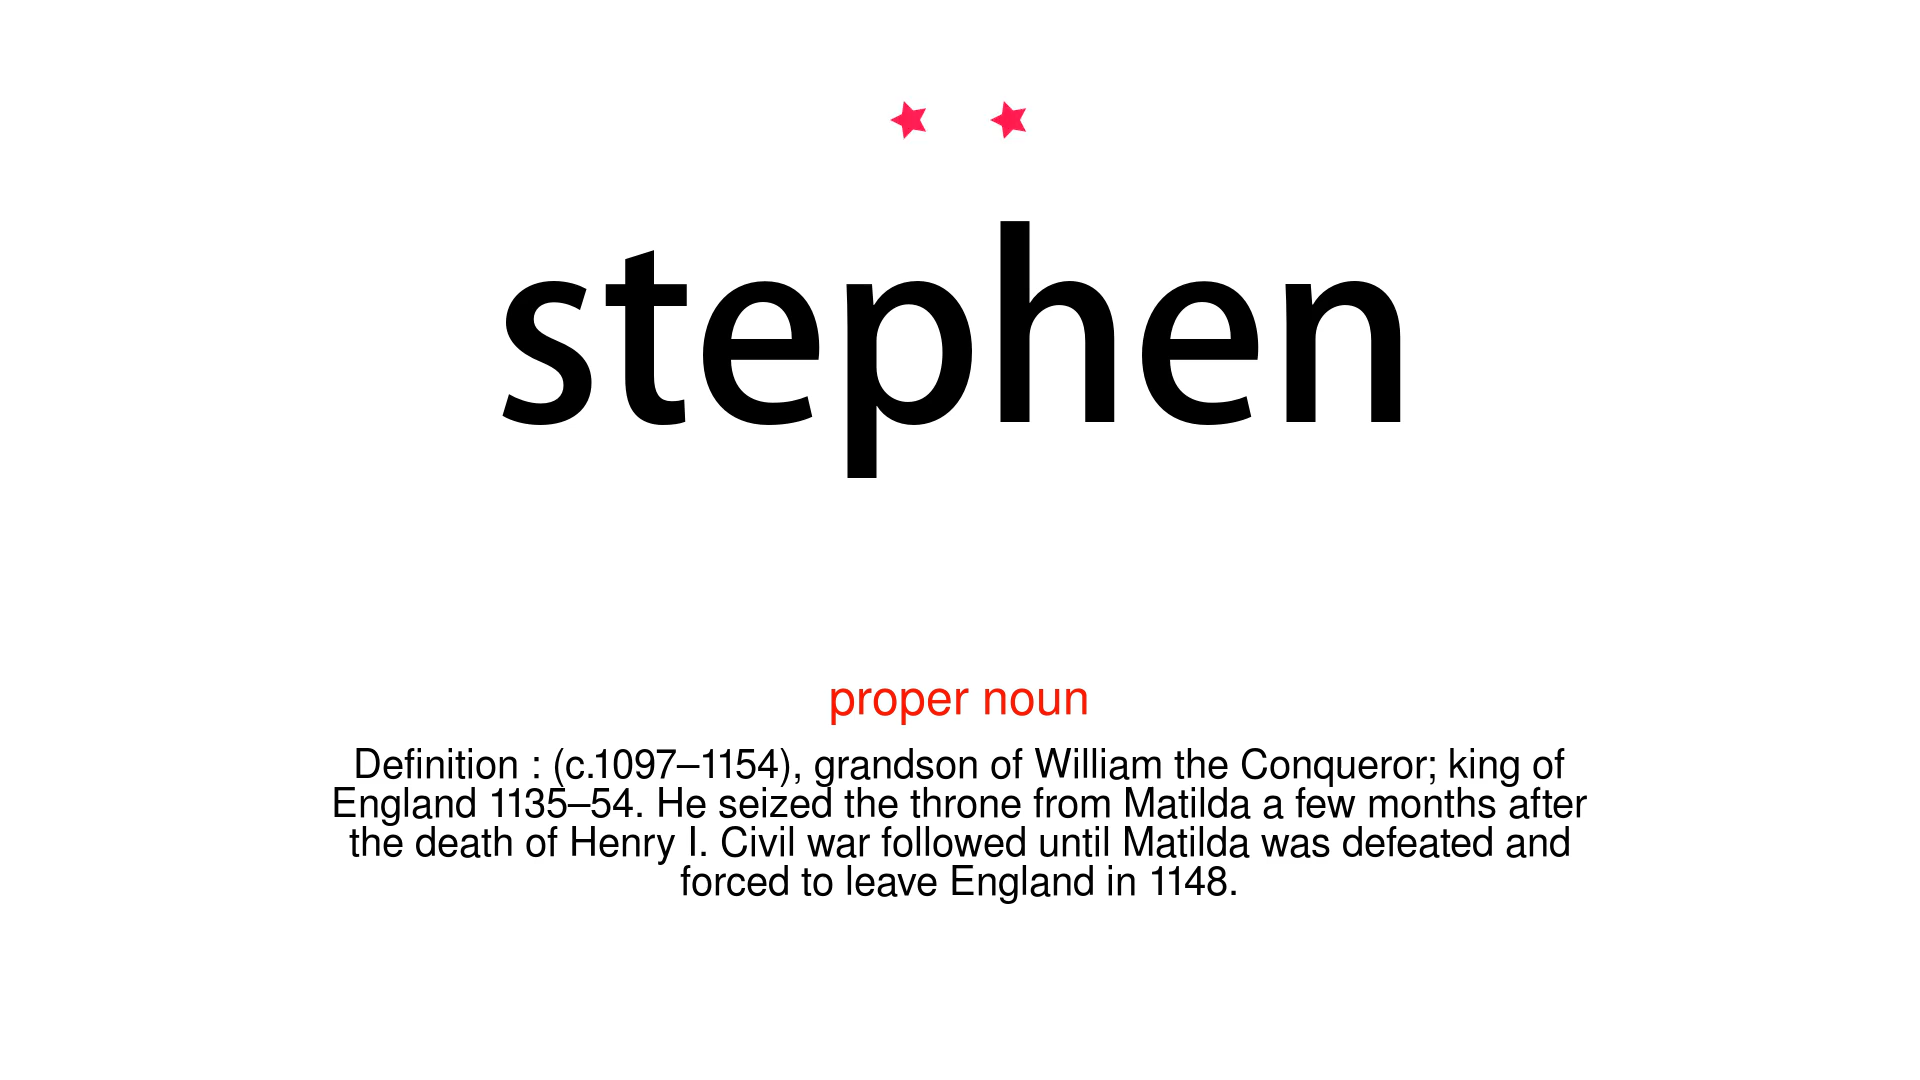 stephen
proper noun
Definition : (c.1097–1154), grandson of William the Conqueror; king of
England 1135–54. He seized the throne from Matilda a few months after
the death of Henry I. Civil war followed until Matilda was defeated and
forced to leave England in 1148.